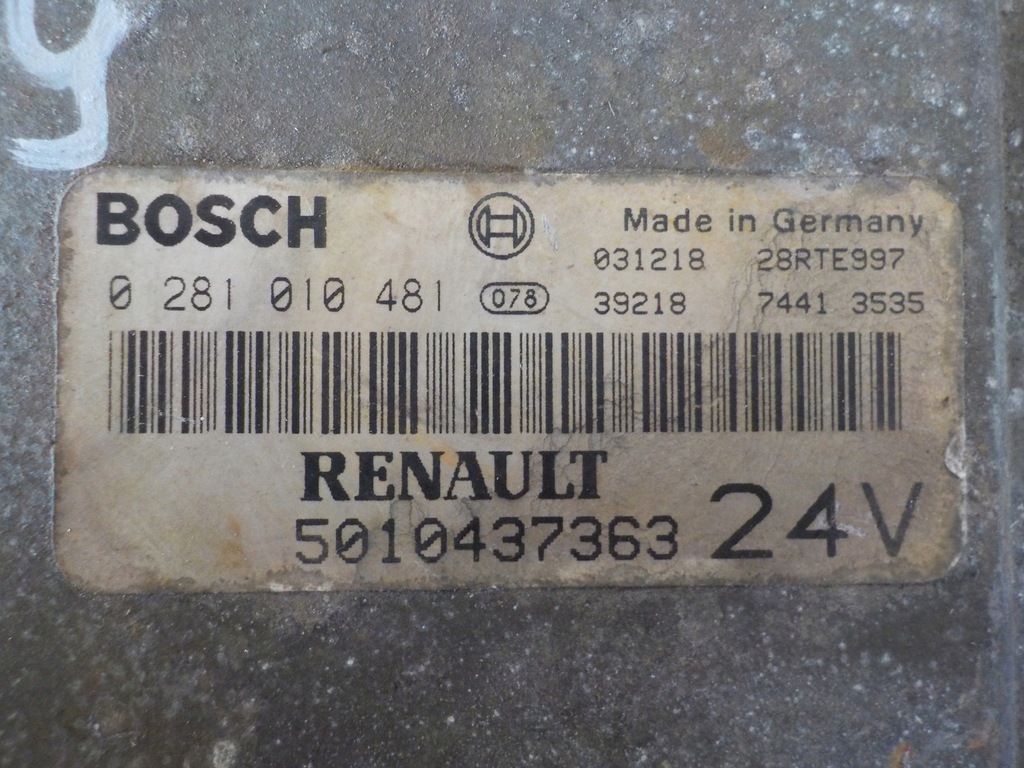 BOSCH
Made in Germany
031218 28RTE997
0 281 010 481 078 39218 7441 3535
RENAULT
5010437363 24V